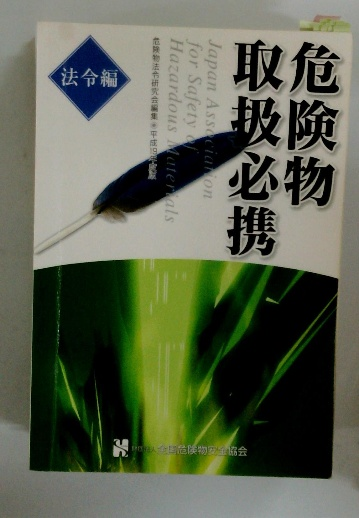 危険物
取扱必携
法令編
Japan Association
for Safety of
Hazardous Materials
危険物法令研究会編集
全国危険物安全協会